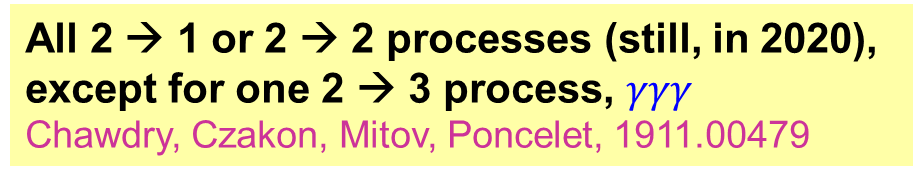 All 2 → 1 or 2 → 2 processes (still, in 2020),
except for one 2 → 3 process, γγγ
Chawdry, Czakon, Mitov, Poncelet, 1911.00479